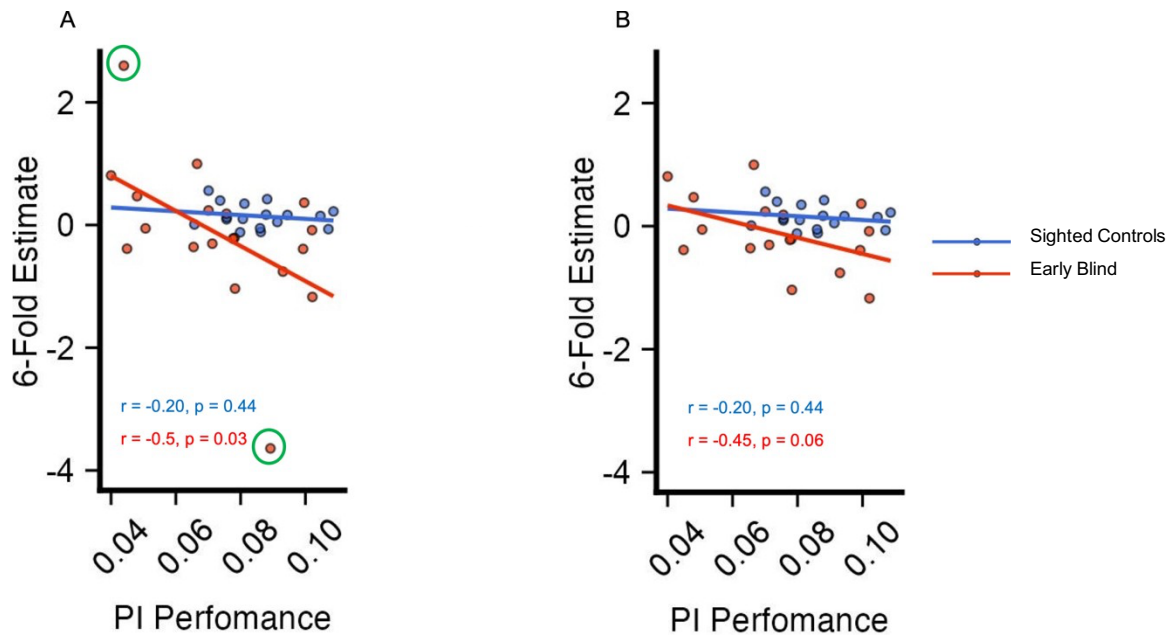 A
6-Fold Estimate
2
0
-2
-4
r = -0.20, p = 0.44
r = -0.5, p = 0.03
0.04
0.06
0.08
0.10
PI Perfomance
B
6-Fold Estimate
2
0
-2
-4
r = -0.20, p = 0.44
r = -0.45, p = 0.06
0.04
0.06
0.08
0.10
PI Perfomance
Sighted Controls
Early Blind